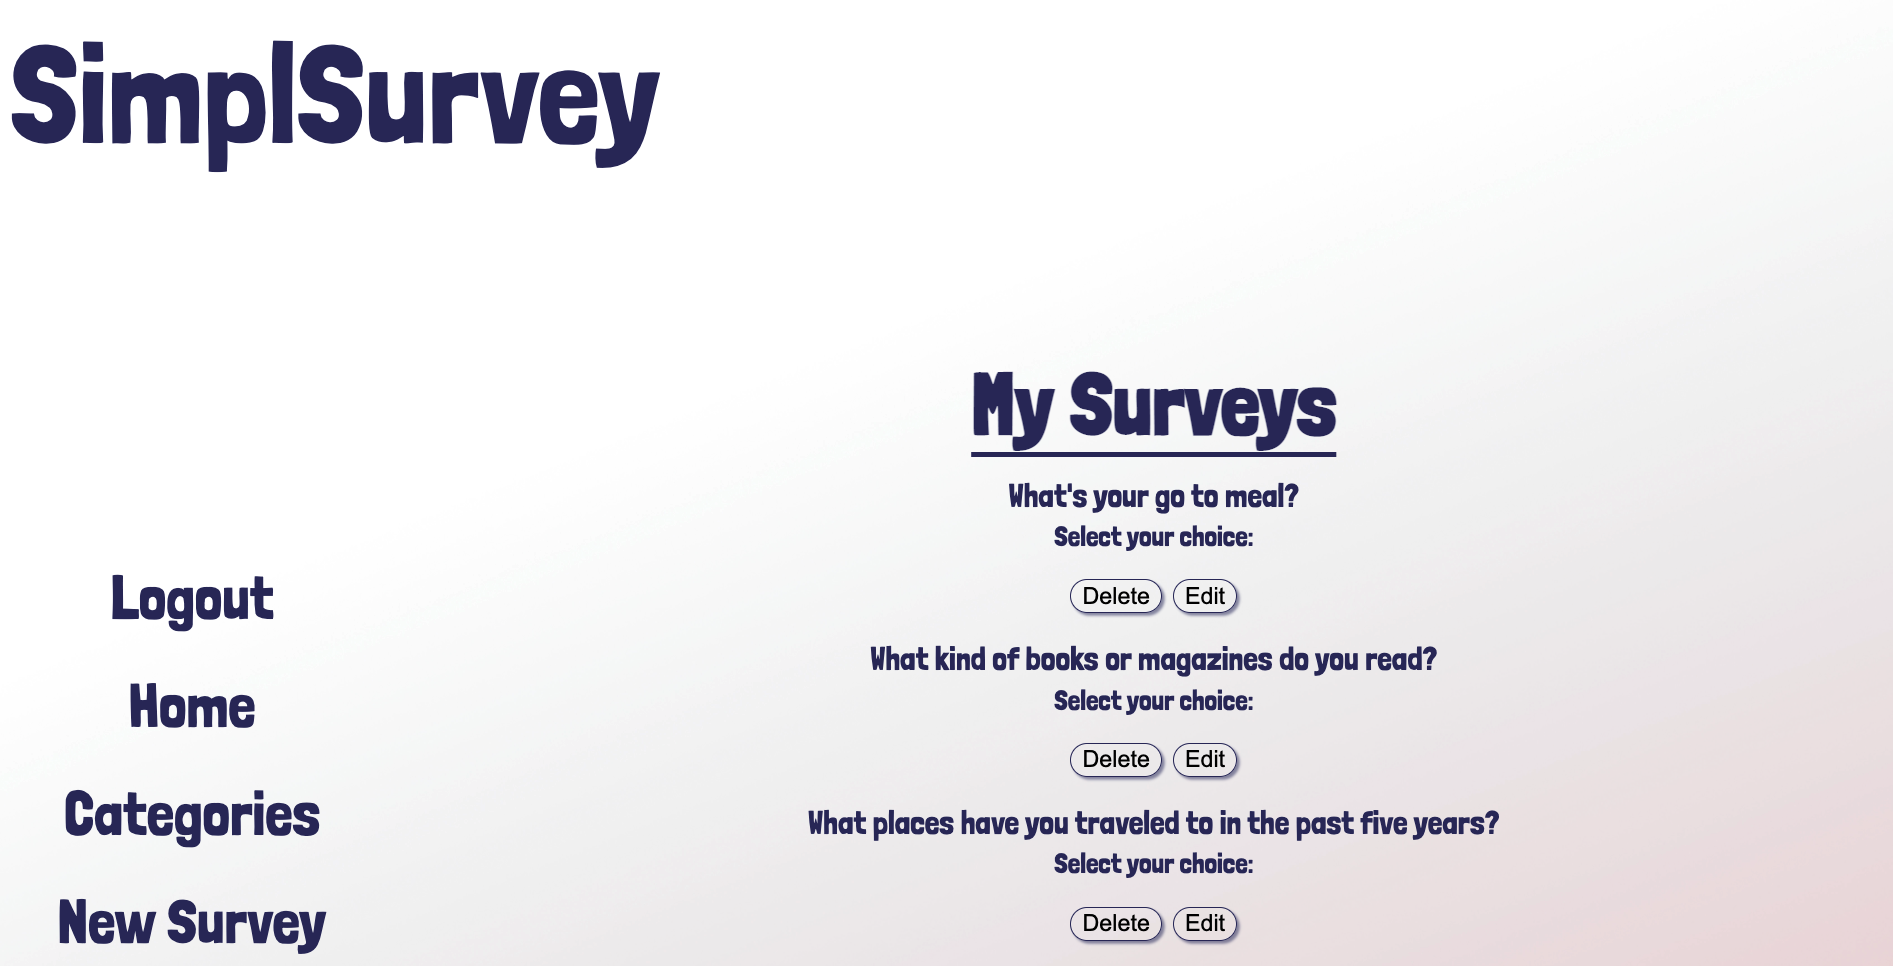 SimplSurvey
My Surveys
What's your go to meal?
Select your choice:
Delete Edit
What kind of books or magazines do you read?
Select your choice:
Delete Edit
What places have you traveled to in the past five years?
Select your choice:
Delete Edit
Logout
Home
Categories
New Survey